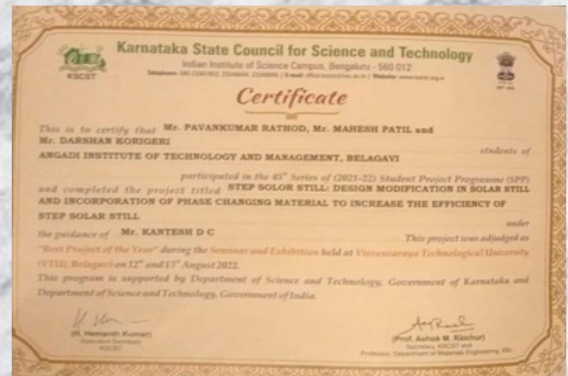 KSCST
Karnataka State Council for Science and Technology
Indian Institute of Science Campus, Bengaluru - 560 012
Certificate
This is to certify that Mr. PAVANKUMAR RATHOD, Mr. MAHESH PATIL and
Mr. DARSHAN KORIGERI
students of
ANGADI INSTITUTE OF TECHNOLOGY AND MANAGEMENT, BELAGAVI
participated in the 45th Series of (2021-22) Student Project Programme (SPP)
and completed the project titled STEP SOLOR STILL: DESIGN MODIFICATION IN SOLAR STILL
AND INCORPORATION OF PHASE CHANGING MATERIAL TO INCREASE THE EFFICIENCY OF
STEP SOLAR STILL
under
the guidance of Mr. KANTESH D C
This project was adjudged as
"Best Project of the Year" during the Seminar and Exhibition held at Visvesvaraya Technological University
(VTU), Belagavi on 12th and 13th August 2022.
This program is supported by Department of Science and Technology, Government of Karnataka and
Department of Science and Technology, Government of India.
(H. Hemanth Kumar)
Executive Secretary
KSCST
(Prof. Ashok M. Raichur)
Secretary, KSCST and
Professor, Department of Materials Engineering, IISc